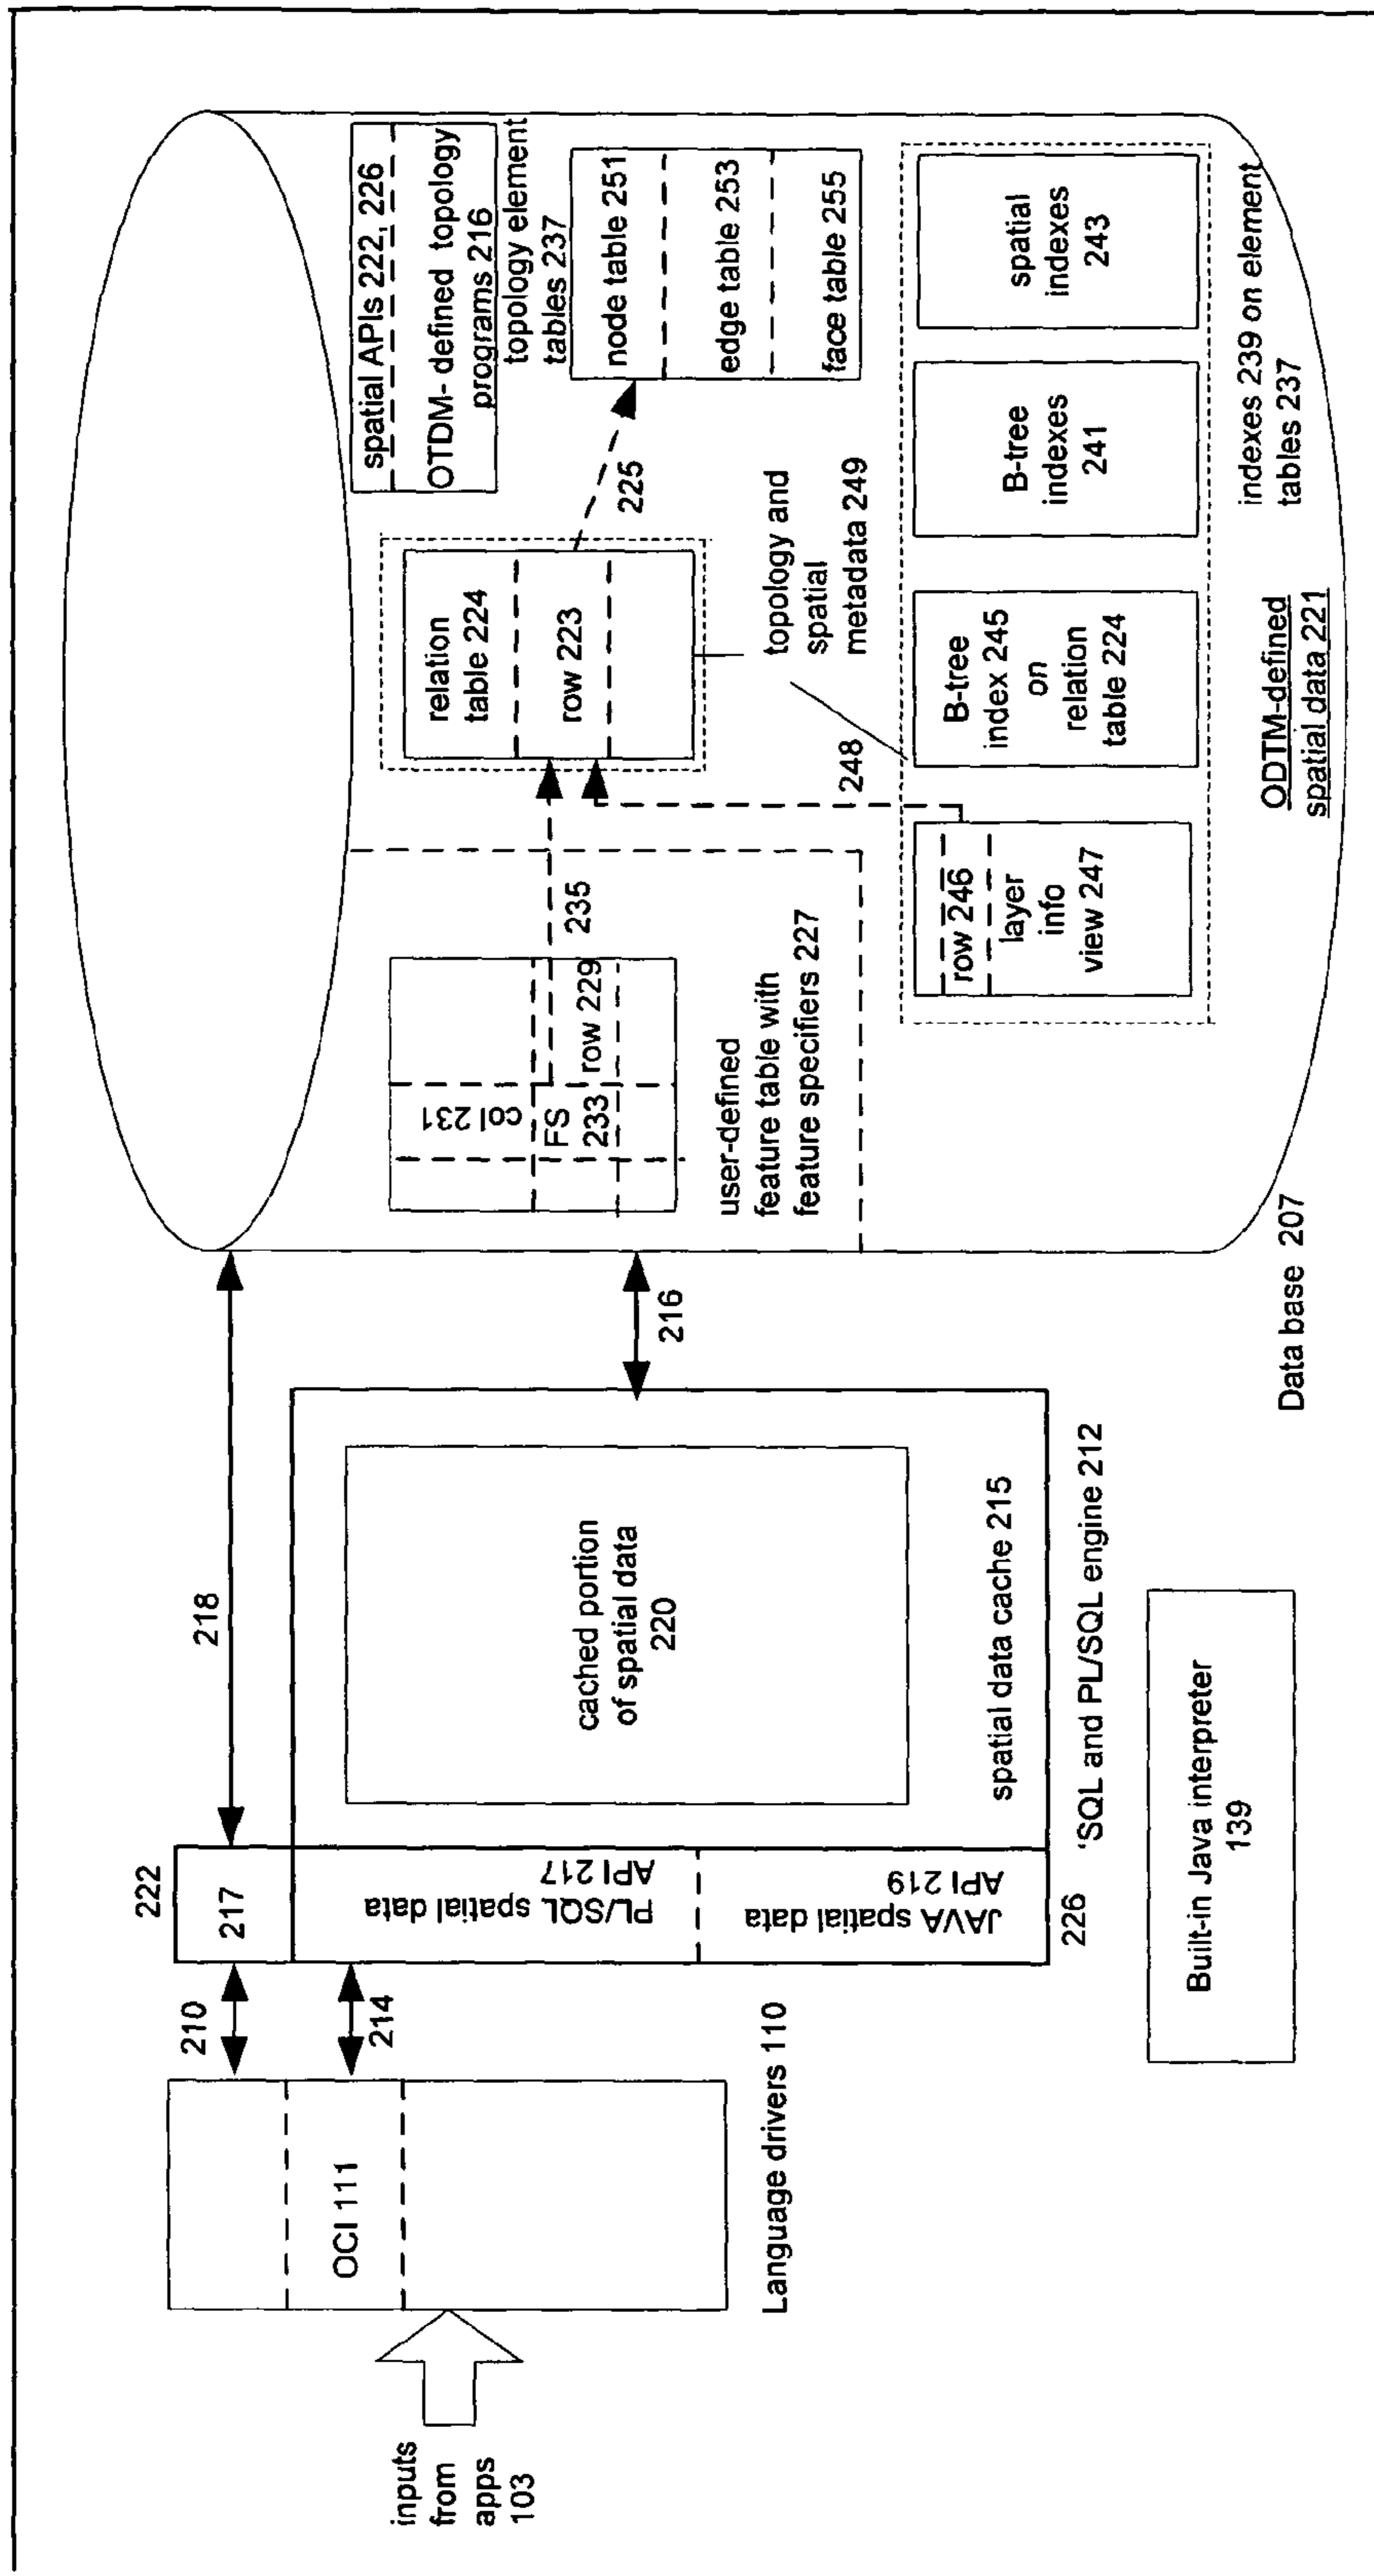 inputs
from
apps
103
OCI 111
Language drivers 110
210
214
222
217
PL/SQL spatial data
API 217
JAVA spatial data
API 219
226
218
cached portion
of spatial data
220
spatial data cache 215
'SQL and PL/SQL engine 212
Built-in Java interpreter
139
216
Data base 207
col 231
FS
233
row 229
235
user-defined
feature table with
feature specifiers 227
relation
table 224
row 223
225
spatial APIs 222, 226
OTDM- defined topology
programs 216
topology element
tables 237
node table 251
edge table 253
face table 255
topology and
spatial
metadata 249
248
row 246
layer
info
view 247
B-tree
index 245
on
relation
table 224
B-tree
indexes
241
spatial
indexes
243
indexes 239 on element
tables 237
ODTM-defined
spatial data 221